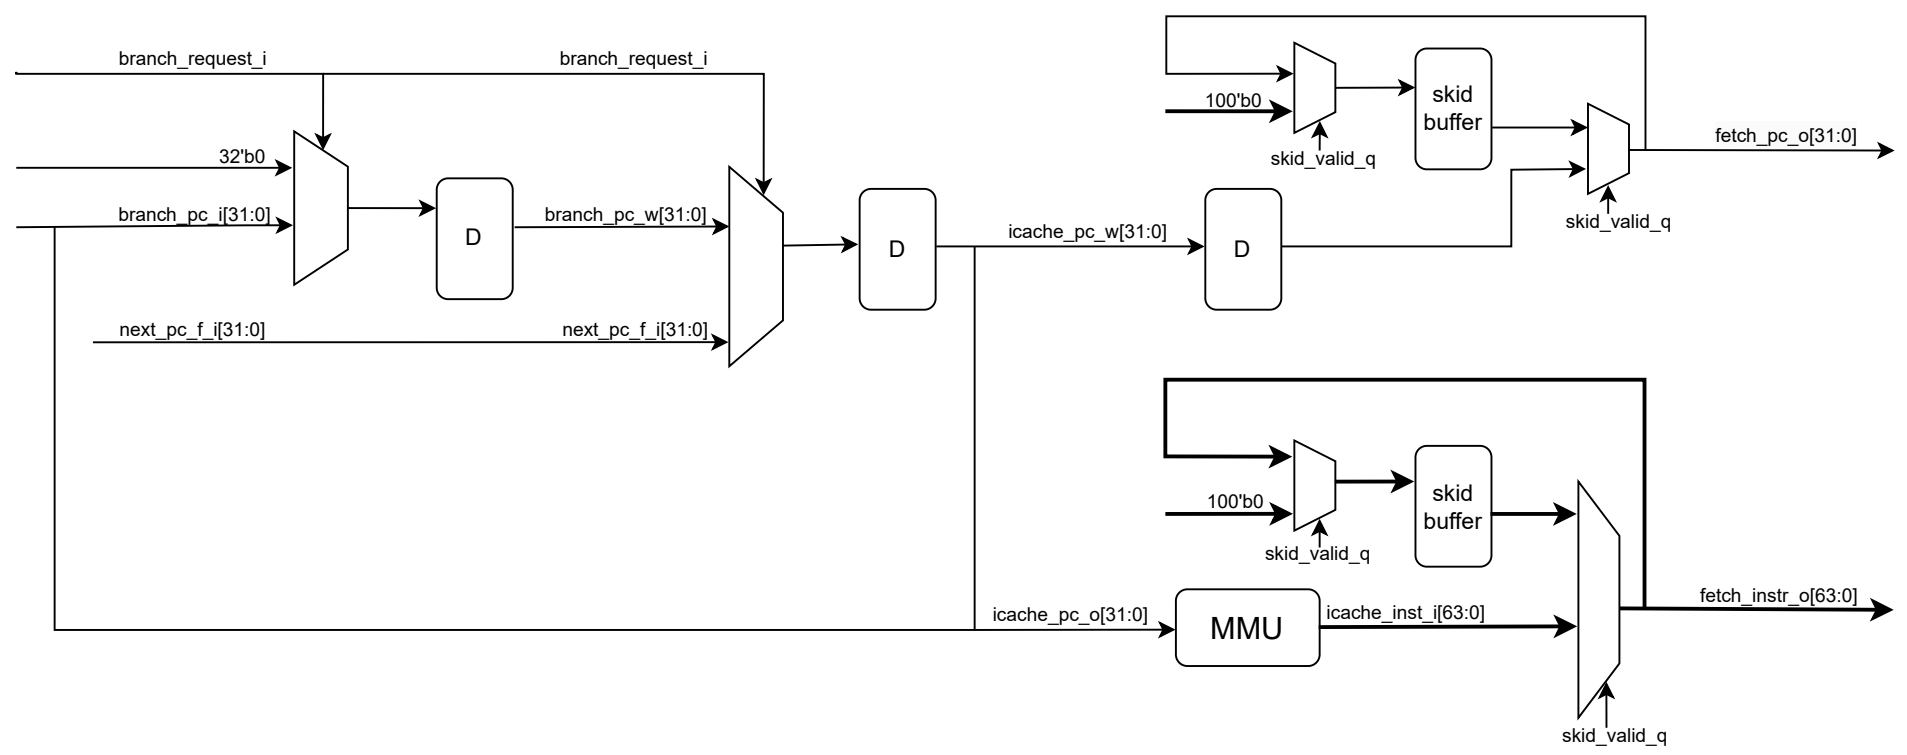 branch_request_i
branch_request_i
100'b0
skid
buffer
skid_valid_q
fetch_pc_o[31:0]
32'b0
branch_pc_i[31:0]
D
branch_pc_w[31:0]
D
icache_pc_w[31:0]
D
skid_valid_q
next_pc_f_i[31:0]
next_pc_f_i[31:0]
100'b0
skid
buffer
skid_valid_q
icache_pc_o[31:0]
MMU
icache_inst_i[63:0]
fetch_instr_o[63:0]
skid_valid_q